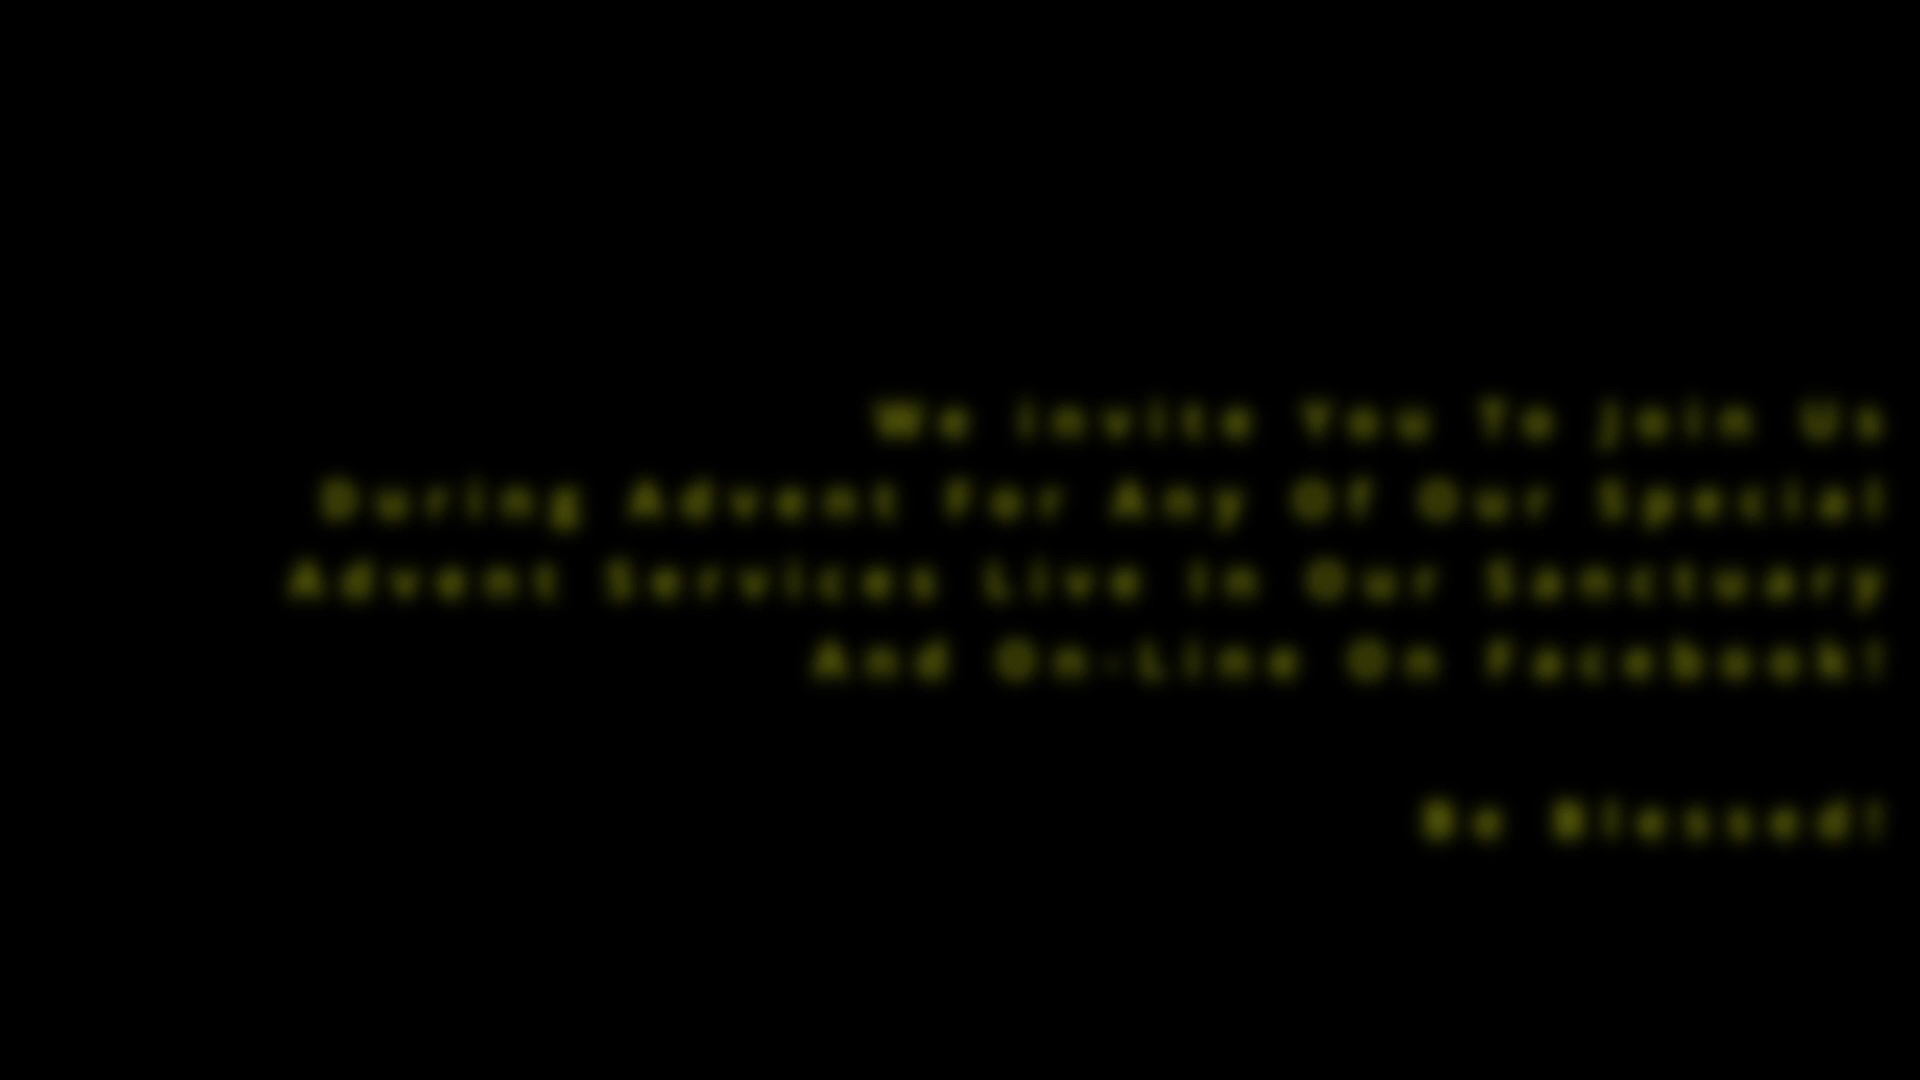 We Invite You To Join Us
During Advent For Any Of Our Special
Advent Services Live In Our Sanctuary
And On-Line On Facebook!
Be Blessed!